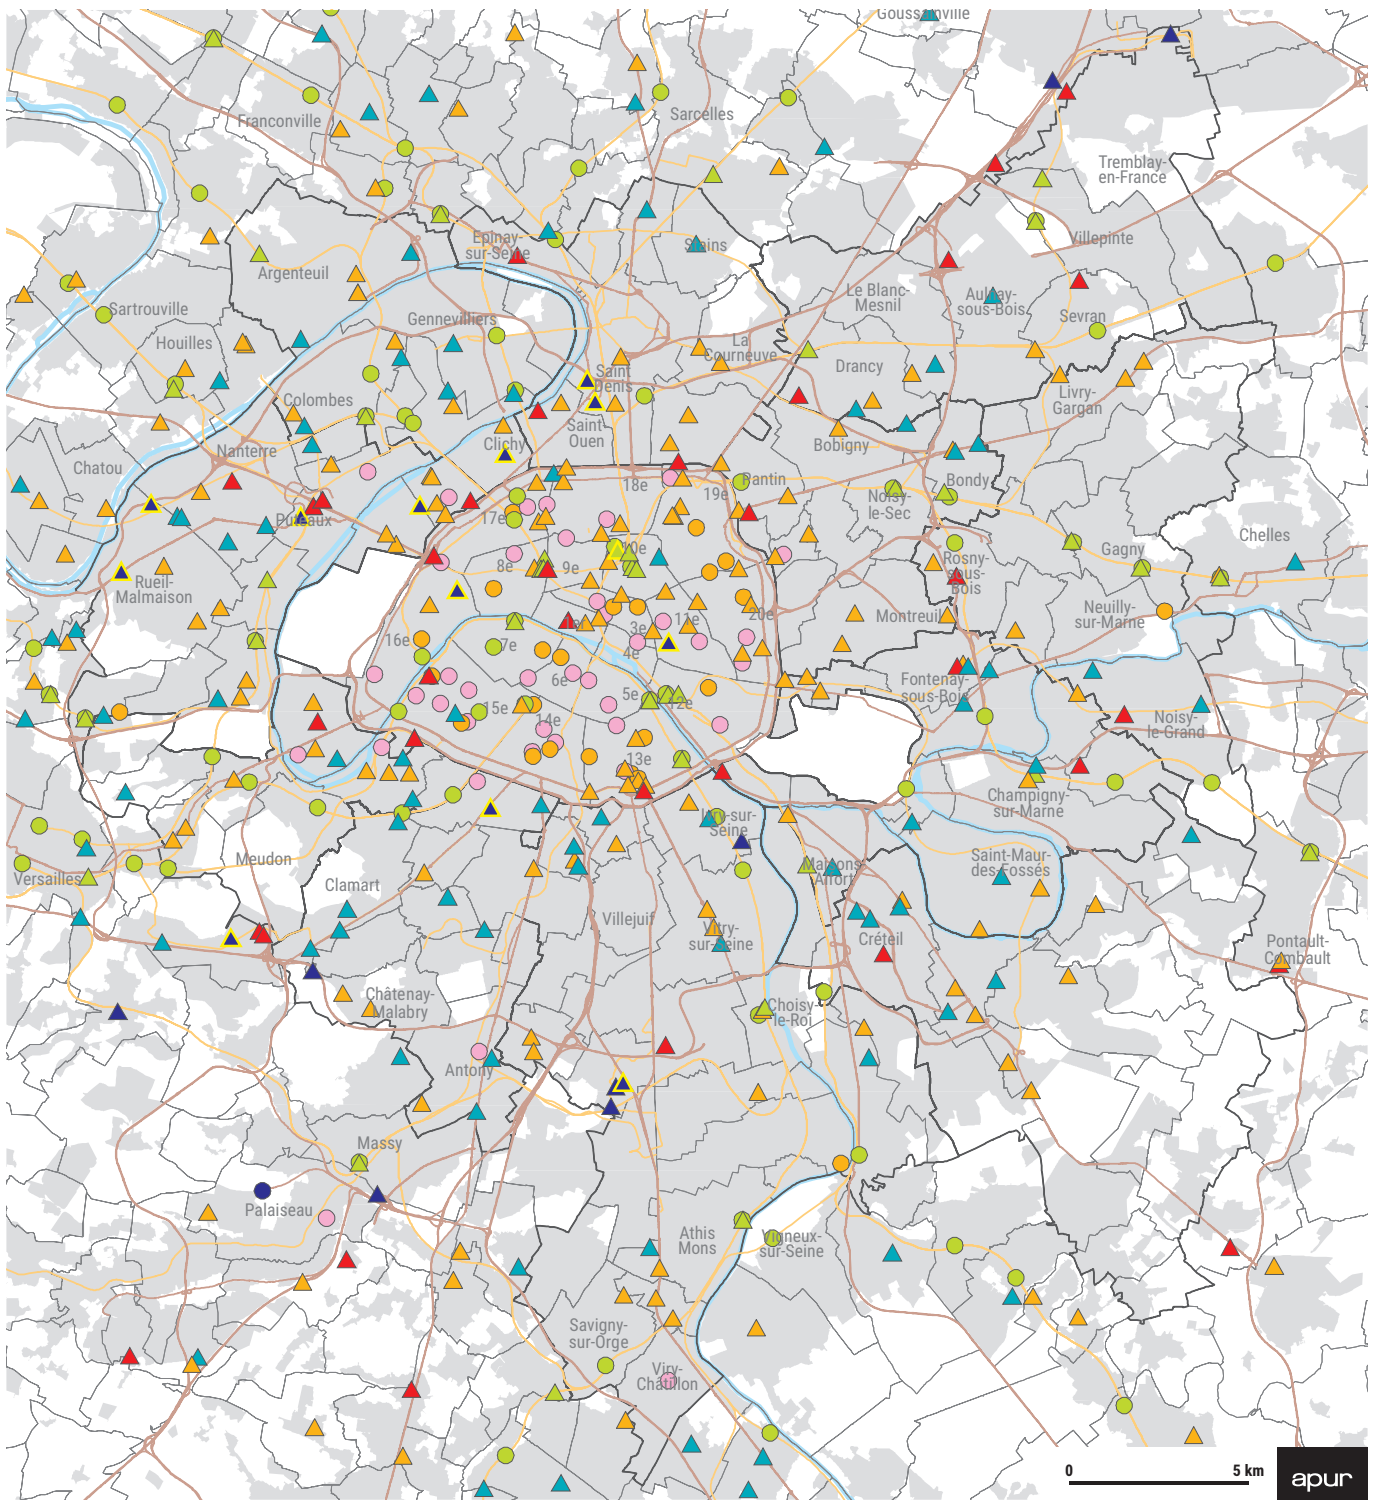 Goussainville
Franconville
Sarcelles
Tremblay-
en-France
Epinay-
sur-Seine
Stains
Villepinte
Argenteuil
Le Blanc-
Mesnil
Aulnay-
sous-Bois
Sevran
Sartrouville
Gennevilliers
Houilles
La
Courneuve
Drancy
Saint
Denis
Livry-
Gargan
Colombes
Saint-
Ouen
Clichy
Bobigny
Nanterre
Chatou
18e
19e
Pantin
Bondy
Noisy-
le-Sec
Puteaux
17e
Chelles
10e
Gagny
8e
9e
Rosny-
sous-
Bois
Rueil-
Malmaison
Neuilly-
sur-Marne
1er
11e
20e
Montreuil
3e
16e
7e
4e
6e
5e
12e
Fontenay-
sous-Bois
15e
14e
Noisy-
le-Grand
13e
Champigny-
sur-Marne
Ivry-sur-
Seine
Meudon
Versailles
Clamart
Maisons-
Alfort
Saint-Maur-
des-Fossés
Villejuif
Vitry-
sur-Seine
Créteil
Pontault-
Combault
Châtenay-
Malabry
Choisy-
le-Roi
Antony
Massy
Palaiseau
Athis
Mons
Vigneux-
sur-Seine
Savigny-
sur-Orge
Viry-
Châtillon
0 5 km
apur